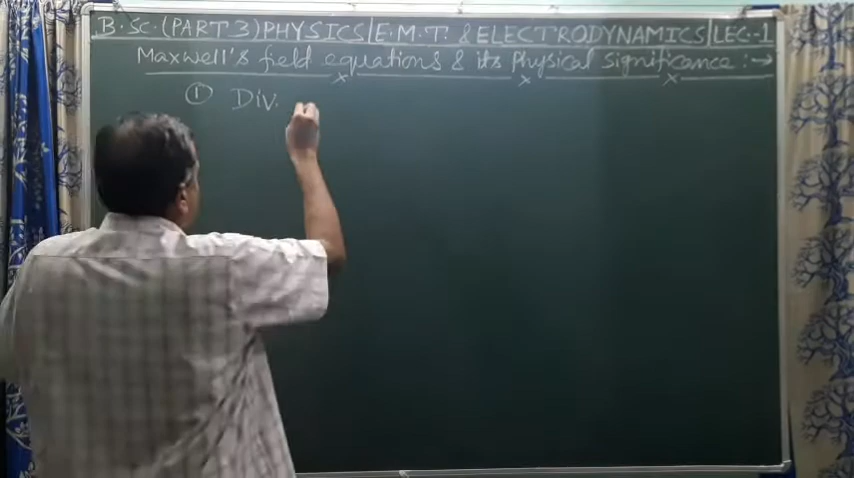 B.Sc.(PART 3) PHYSICS | E.M.T. & ELECTRODYNAMICS | LEC-1
Maxwell's field equations & its Physical significance :→
① Div.